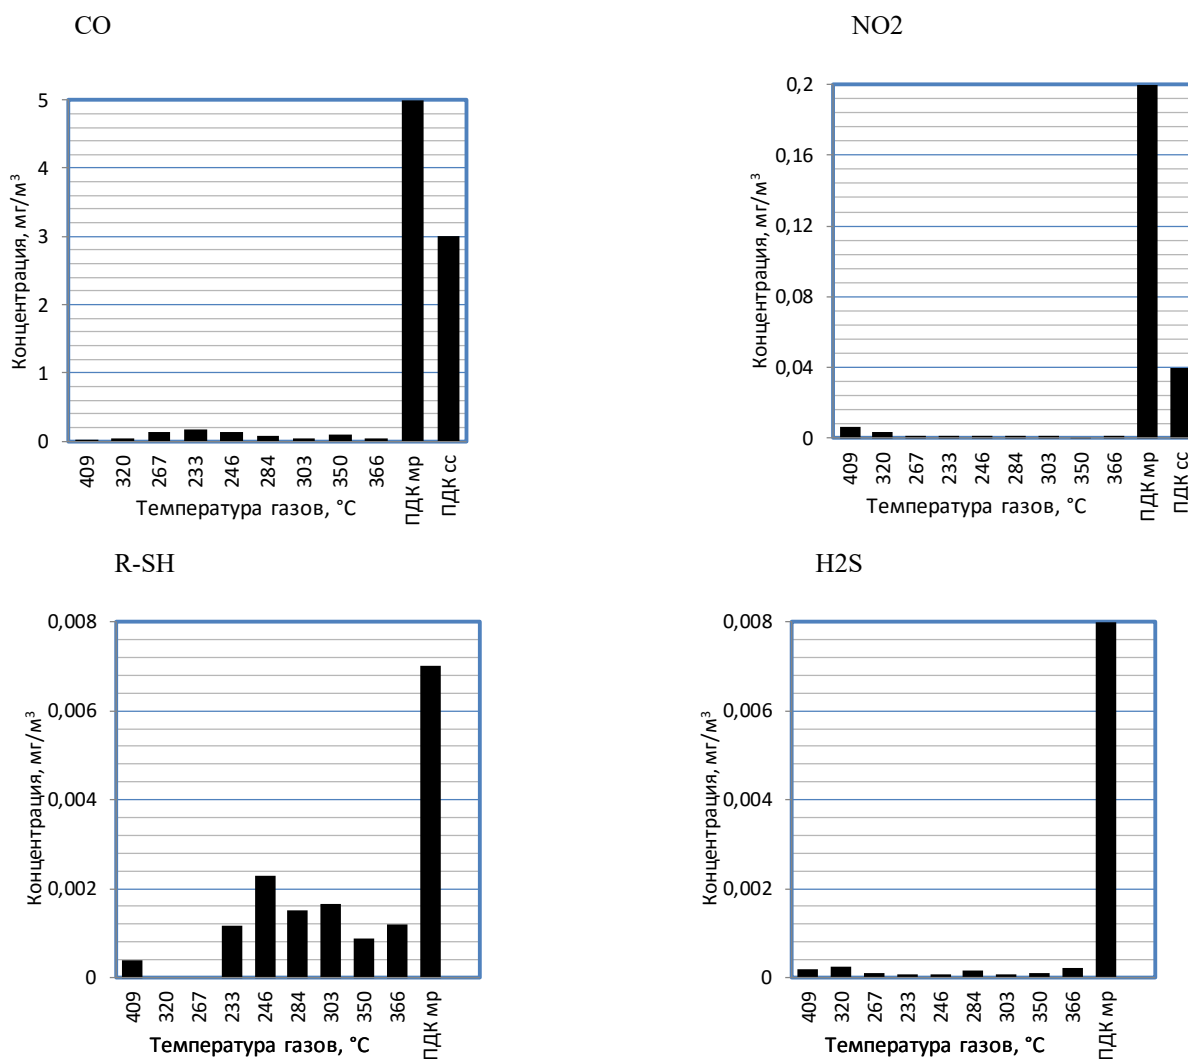 CO
NO2
5
4
3
2
1
0
Концентрация, мг/м³
409 320 267 233 246 284 303 350 366 ПДК мр ПДК сс
Температура газов, °С
0,2
0,16
0,12
0,08
0,04
0
Концентрация, мг/м³
409 320 267 233 246 284 303 350 366 ПДК мр ПДК сс
Температура газов, °С
R-SH
H2S
0,008
0,006
0,004
0,002
0
Концентрация, мг/м³
409 320 267 233 246 284 303 350 366 ПДК мр
Температура газов, °С
0,008
0,006
0,004
0,002
0
Концентрация, мг/м³
409 320 267 233 246 284 303 350 366 ПДК мр
Температура газов, °С